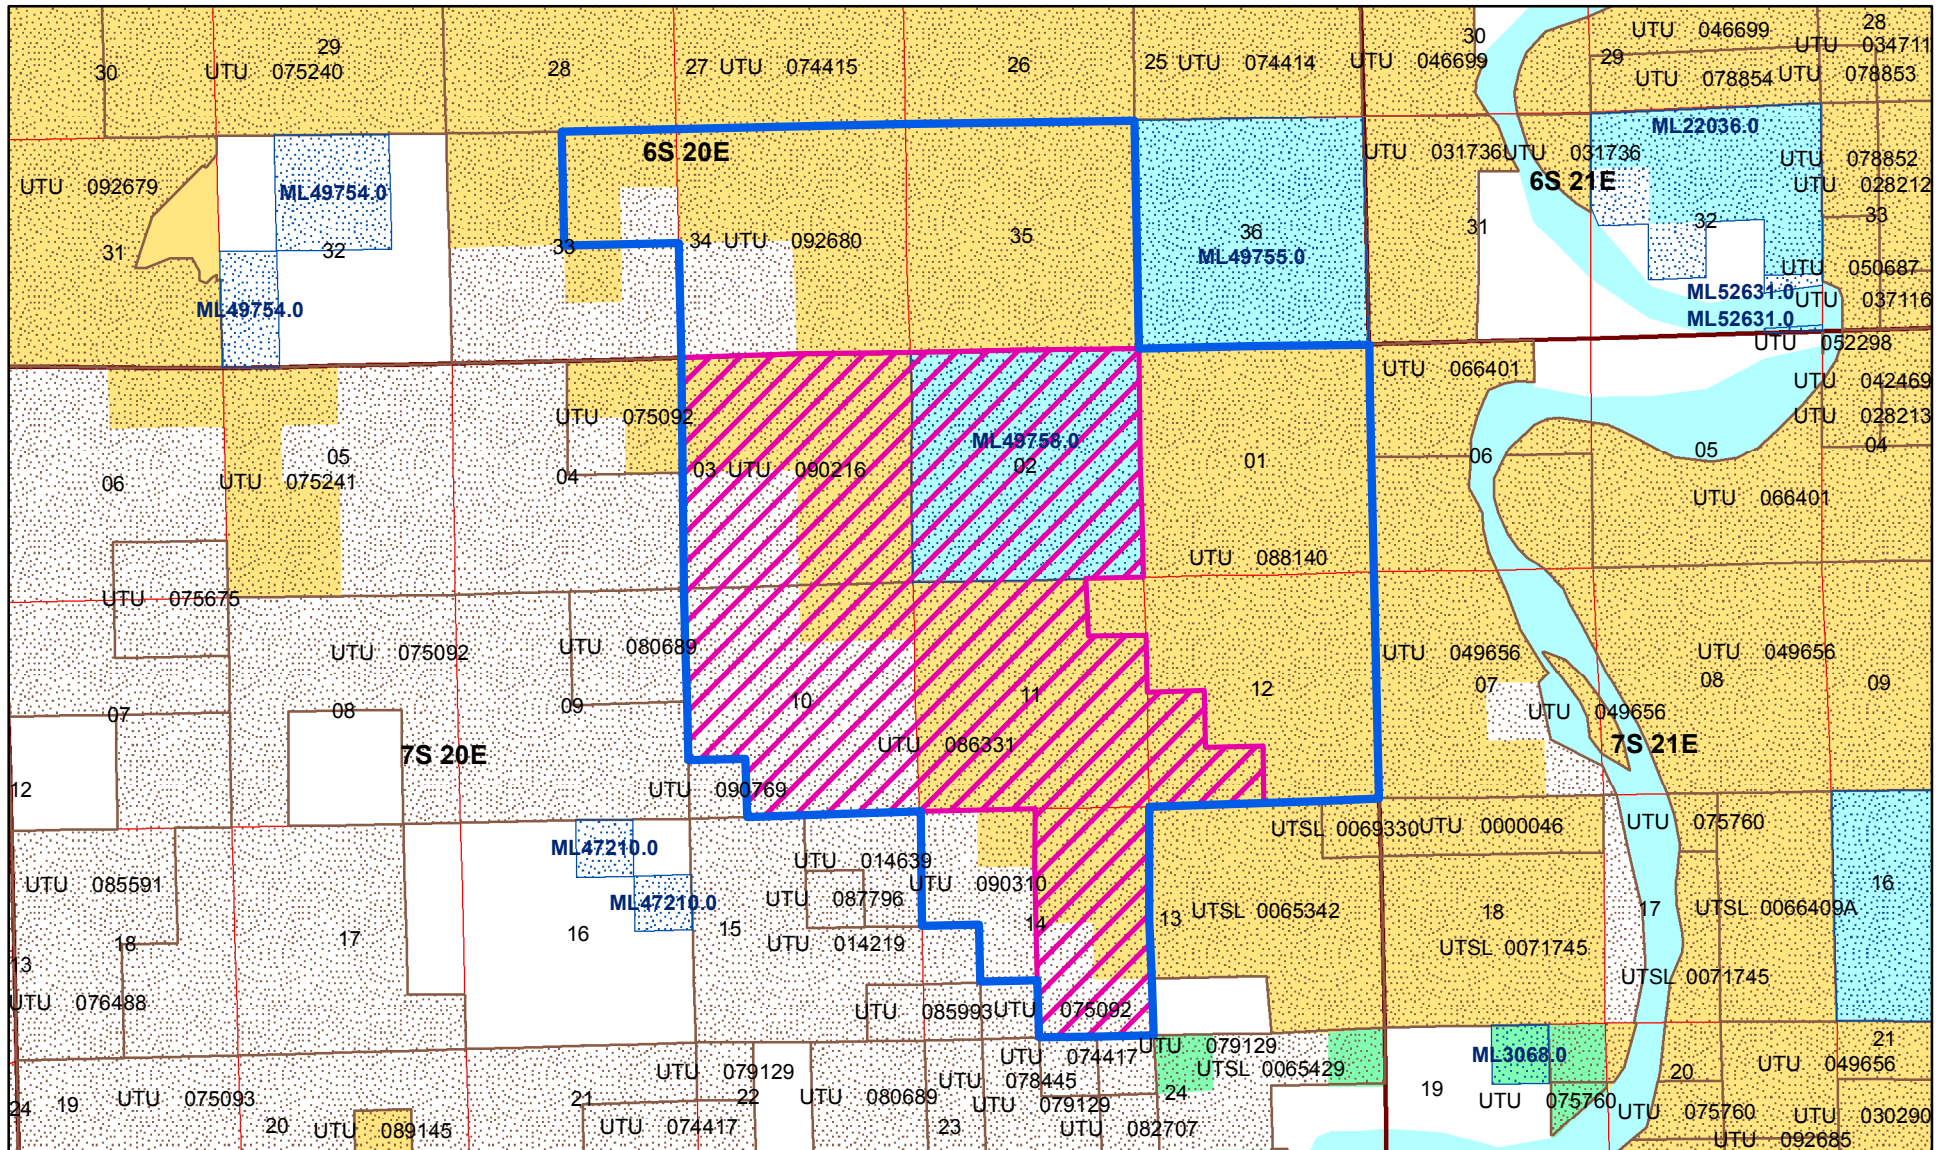 29
30
UTU 075240
28
27 UTU 074415
26
25 UTU 074414
UTU 046699
30
29
UTU 046699
28
UTU 034711
UTU 078854
UTU 078853
UTU 092679
31
ML49754.0
32
ML49754.0
6S 20E
33
34 UTU 092680
35
36
ML49755.0
UTU 031736
UTU 031736
6S 21E
31
ML22036.0
32
UTU 078852
UTU 028212
33
UTU 050687
ML52631.0
UTU 037116
ML52631.0
UTU 052298
06
05
UTU 075241
UTU 075092
04
03 UTU 090216
ML49758.0
02
01
UTU 088140
UTU 066401
06
05
UTU 042469
UTU 028213
04
UTU 066401
UTU 075675
UTU 075092
UTU 080689
07
08
09
7S 20E
10
11
12
UTU 086331
UTU 090769
UTU 049656
07
UTU 049656
7S 21E
UTU 049656
08
09
12
13
UTU 085591
18
UTU 076488
17
ML47210.0
ML47210.0
16
15
UTU 014639
UTU 087796
UTU 014219
UTU 090310
14
13
UTSL 0065342
UTSL 0069330
UTU 0000046
18
UTSL 0071745
UTU 075760
17
UTSL 0066409A
UTSL 0071745
16
UTU 085993
UTU 075092
24
19
UTU 075093
20
UTU 089145
21
UTU 079129
22
UTU 074417
UTU 080689
UTU 074417
UTU 078445
UTU 079129
23
UTU 082707
UTU 079129
UTSL 0065429
24
19
ML3068.0
UTU 075760
20
UTU 075760
21
UTU 049656
UTU 030290
UTU 092685